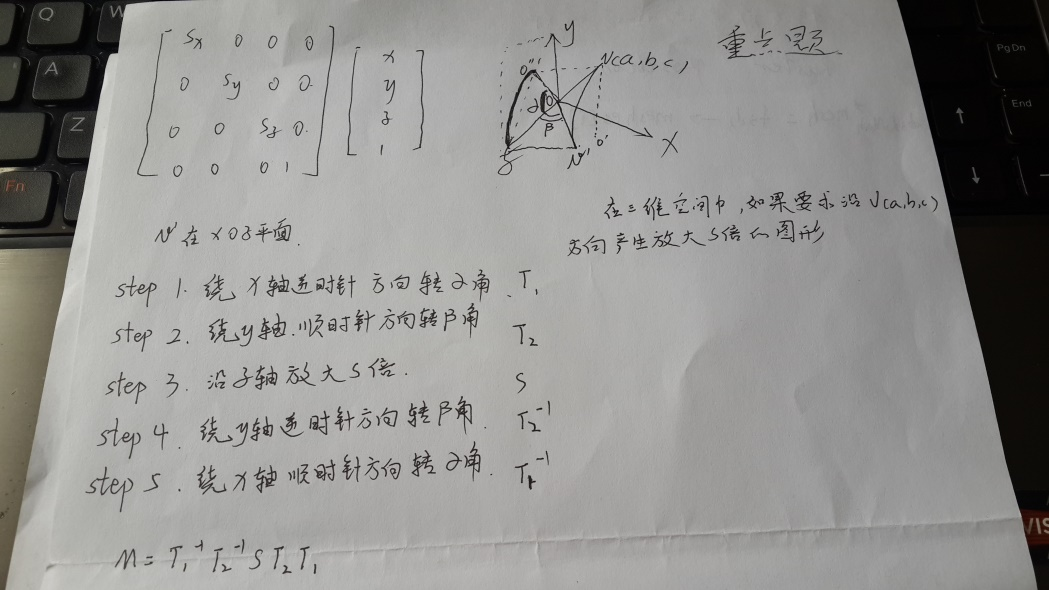 Sx 0 0 0 x
0 Sy 0 0 y
0 0 Sz 0 z
0 0 0 1 1
y
V(a,b,c)
0'''
α
0
β
X
z
V'
0'
重点题
在三维空间中,如果要求沿V(a,b,c)
方向产生放大S倍的图形
V'在XOZ平面.
step 1. 绕X轴逆时针方向转α角. T₁
step 2. 绕y轴.顺时针方向转β角 T₂
step 3. 沿z轴放大S倍. S
step 4. 绕y轴逆时针方向转β角. T₂⁻¹
step 5. 绕X轴顺时针方向转α角. T₁⁻¹
M = T₁⁻¹ T₂⁻¹ S T₂ T₁
Q
A
Z
Fn
PgDn
End
↑
↓